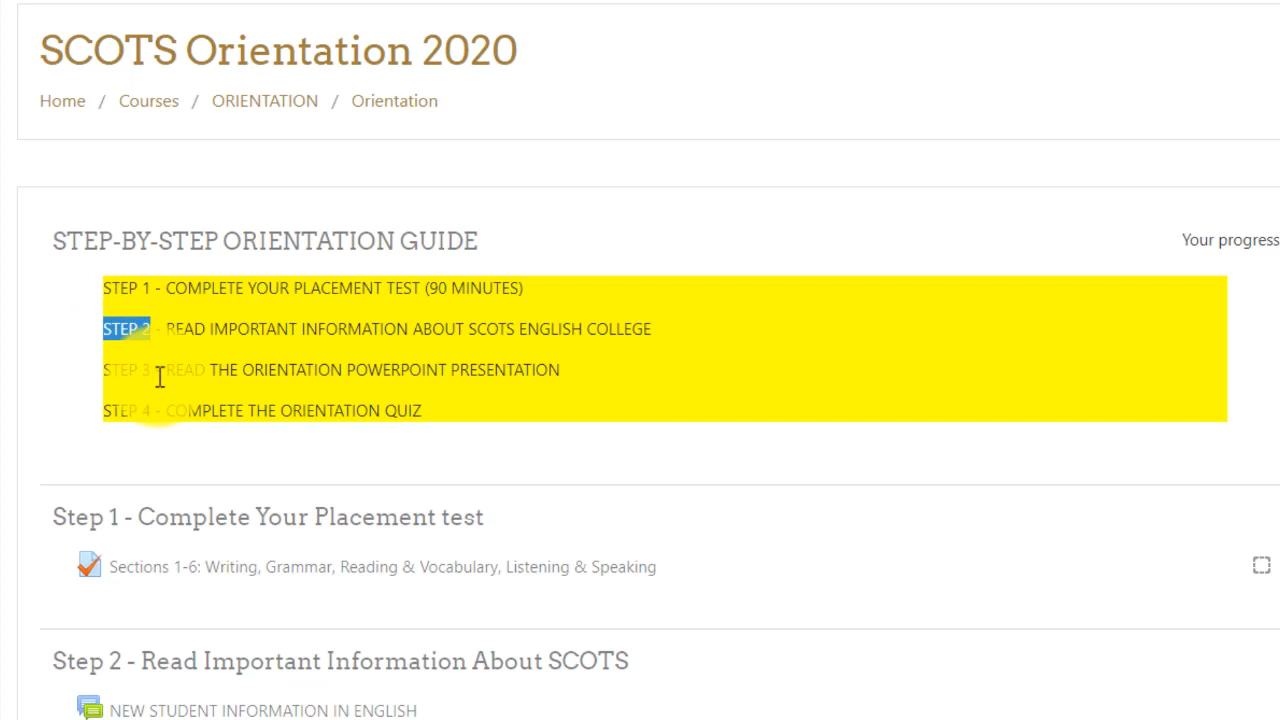 SCOTS Orientation 2020
Home / Courses / ORIENTATION / Orientation
STEP-BY-STEP ORIENTATION GUIDE
Your progress
STEP 1 - COMPLETE YOUR PLACEMENT TEST (90 MINUTES)
STEP 2 - READ IMPORTANT INFORMATION ABOUT SCOTS ENGLISH COLLEGE
STEP 3 - READ THE ORIENTATION POWERPOINT PRESENTATION
STEP 4 - COMPLETE THE ORIENTATION QUIZ
Step 1 - Complete Your Placement test
Sections 1-6: Writing, Grammar, Reading & Vocabulary, Listening & Speaking
Step 2 - Read Important Information About SCOTS
NEW STUDENT INFORMATION IN ENGLISH